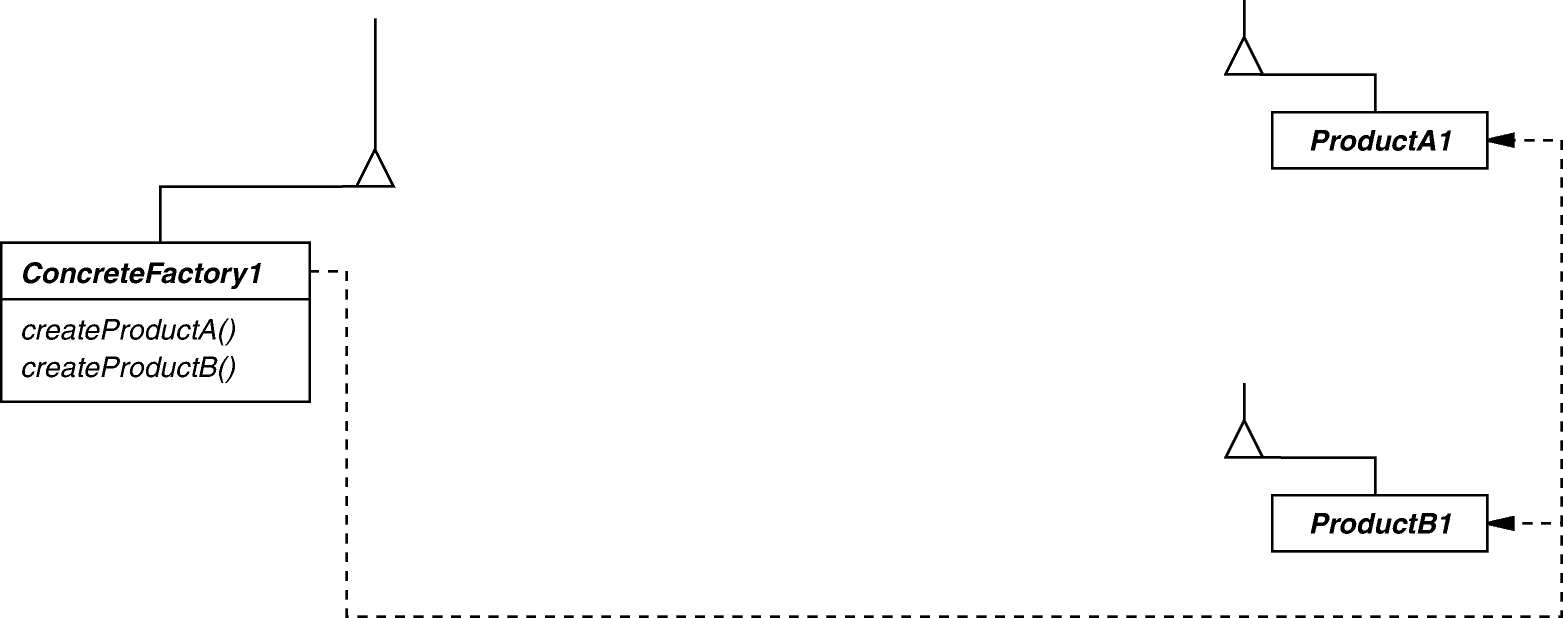 ProductA1
ConcreteFactory1
createProductA()
createProductB()
ProductB1